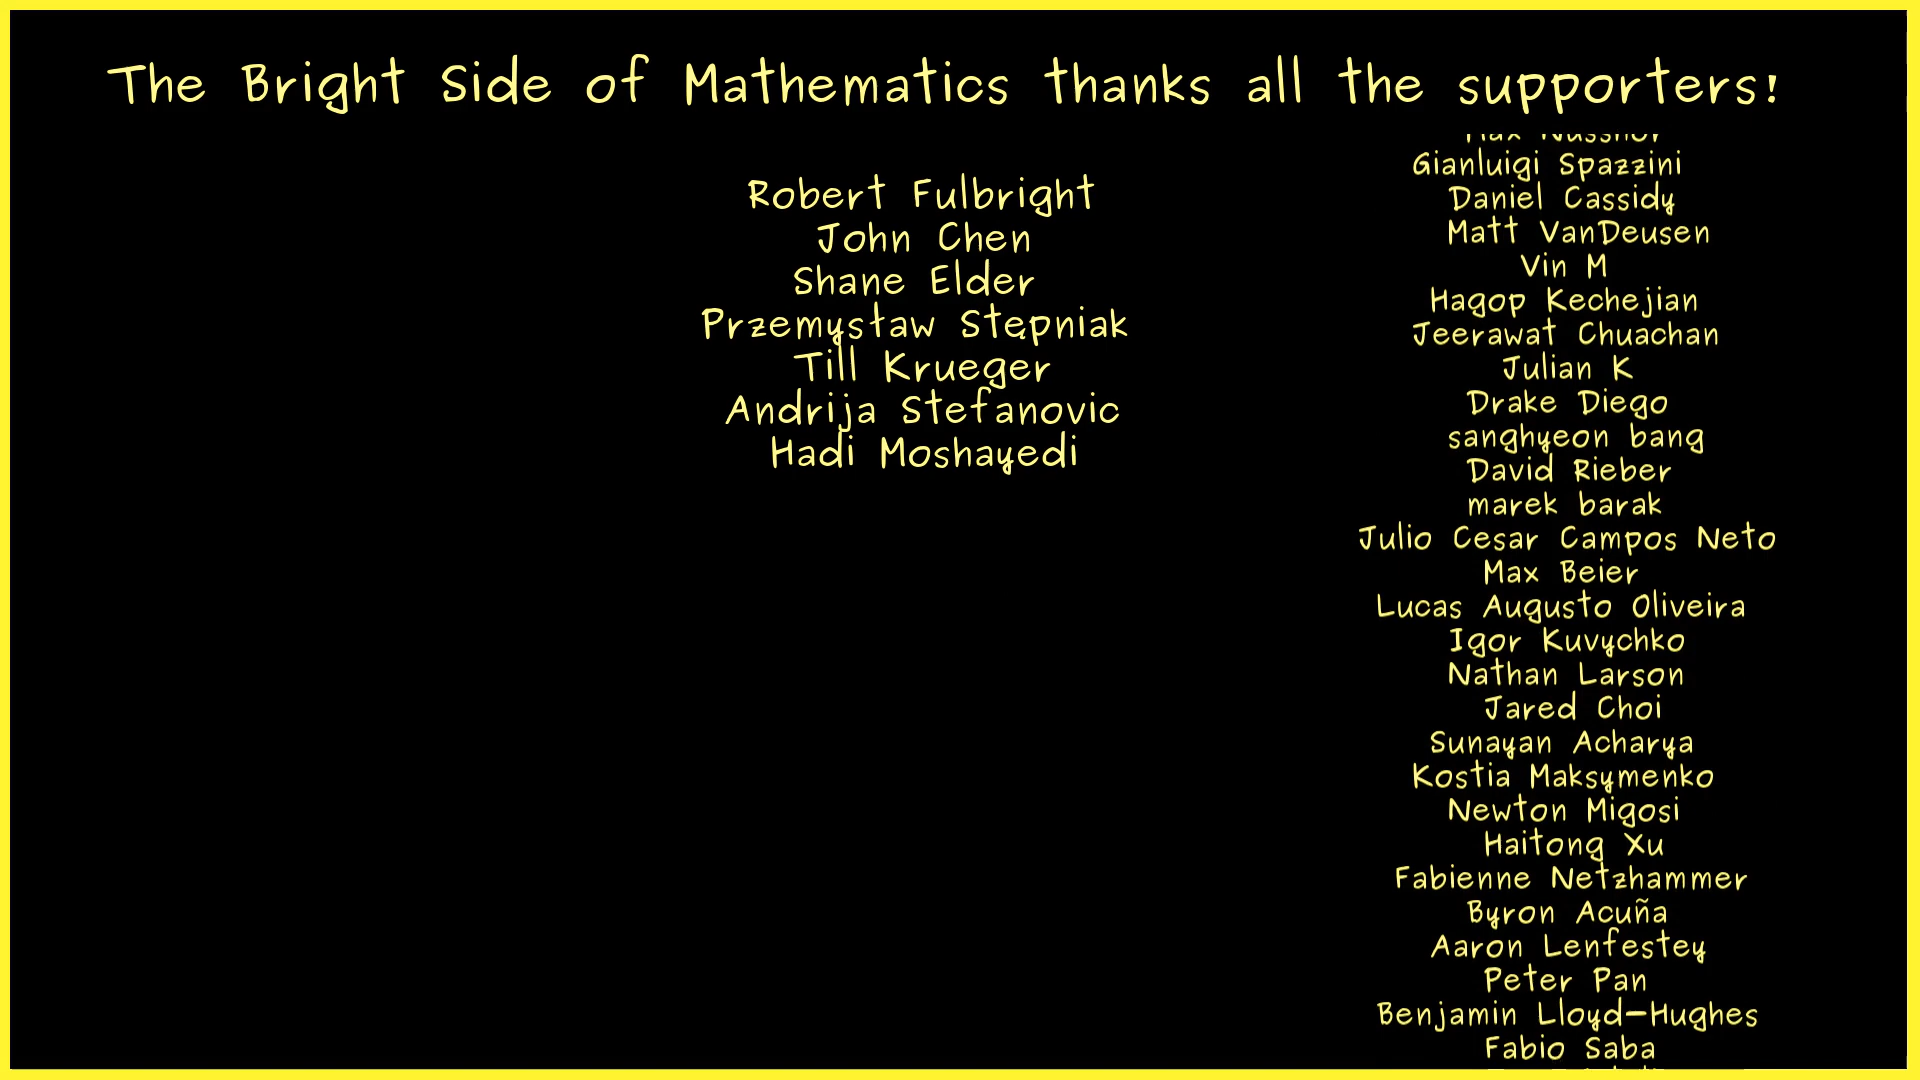 The Bright Side of Mathematics thanks all the supporters!
Robert Fulbright
John Chen
Shane Elder
Przemysław Stępniak
Till Krueger
Andrija Stefanovic
Hadi Moshayedi
Gianluigi Spazzini
Daniel Cassidy
Matt VanDeusen
Vin M
Hagop Kechejian
Jeerawat Chuachan
Julian K
Drake Diego
sanghyeon bang
David Rieber
marek barak
Julio Cesar Campos Neto
Max Beier
Lucas Augusto Oliveira
Igor Kuvychko
Nathan Larson
Jared Choi
Sunayan Acharya
Kostia Maksymenko
Newton Migosi
Haitong Xu
Fabienne Netzhammer
Byron Acuña
Aaron Lenfestey
Peter Pan
Benjamin Lloyd-Hughes
Fabio Saba